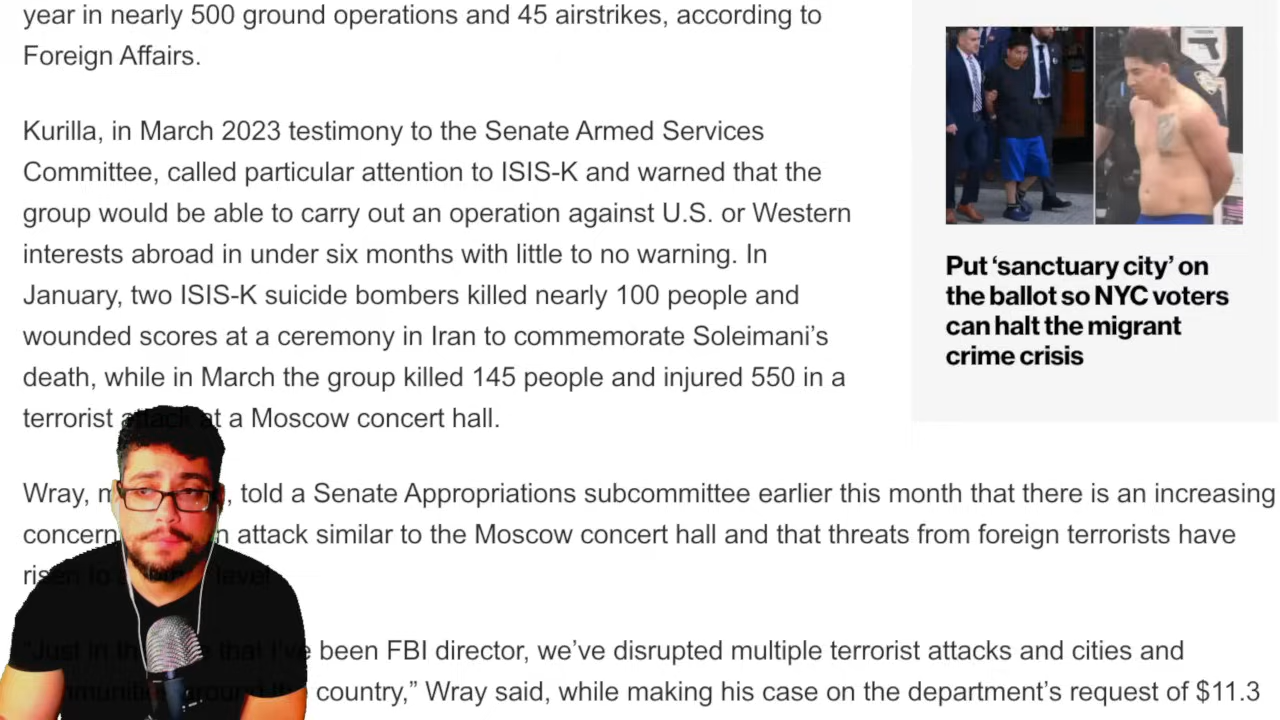 year in nearly 500 ground operations and 45 airstrikes, according to
Foreign Affairs.
Kurilla, in March 2023 testimony to the Senate Armed Services
Committee, called particular attention to ISIS-K and warned that the
group would be able to carry out an operation against U.S. or Western
interests abroad in under six months with little to no warning. In
January, two ISIS-K suicide bombers killed nearly 100 people and
wounded scores at a ceremony in Iran to commemorate Soleimani’s
death, while in March the group killed 145 people and injured 550 in a
terrorist attack at a Moscow concert hall.
Wray, told a Senate Appropriations subcommittee earlier this month that there is an increasing
concern attack similar to the Moscow concert hall and that threats from foreign terrorists have
risen to level
“Just in that I’ve been FBI director, we’ve disrupted multiple terrorist attacks and cities and
country,” Wray said, while making his case on the department’s request of $11.3
Put ‘sanctuary city’ on
the ballot so NYC voters
can halt the migrant
crime crisis